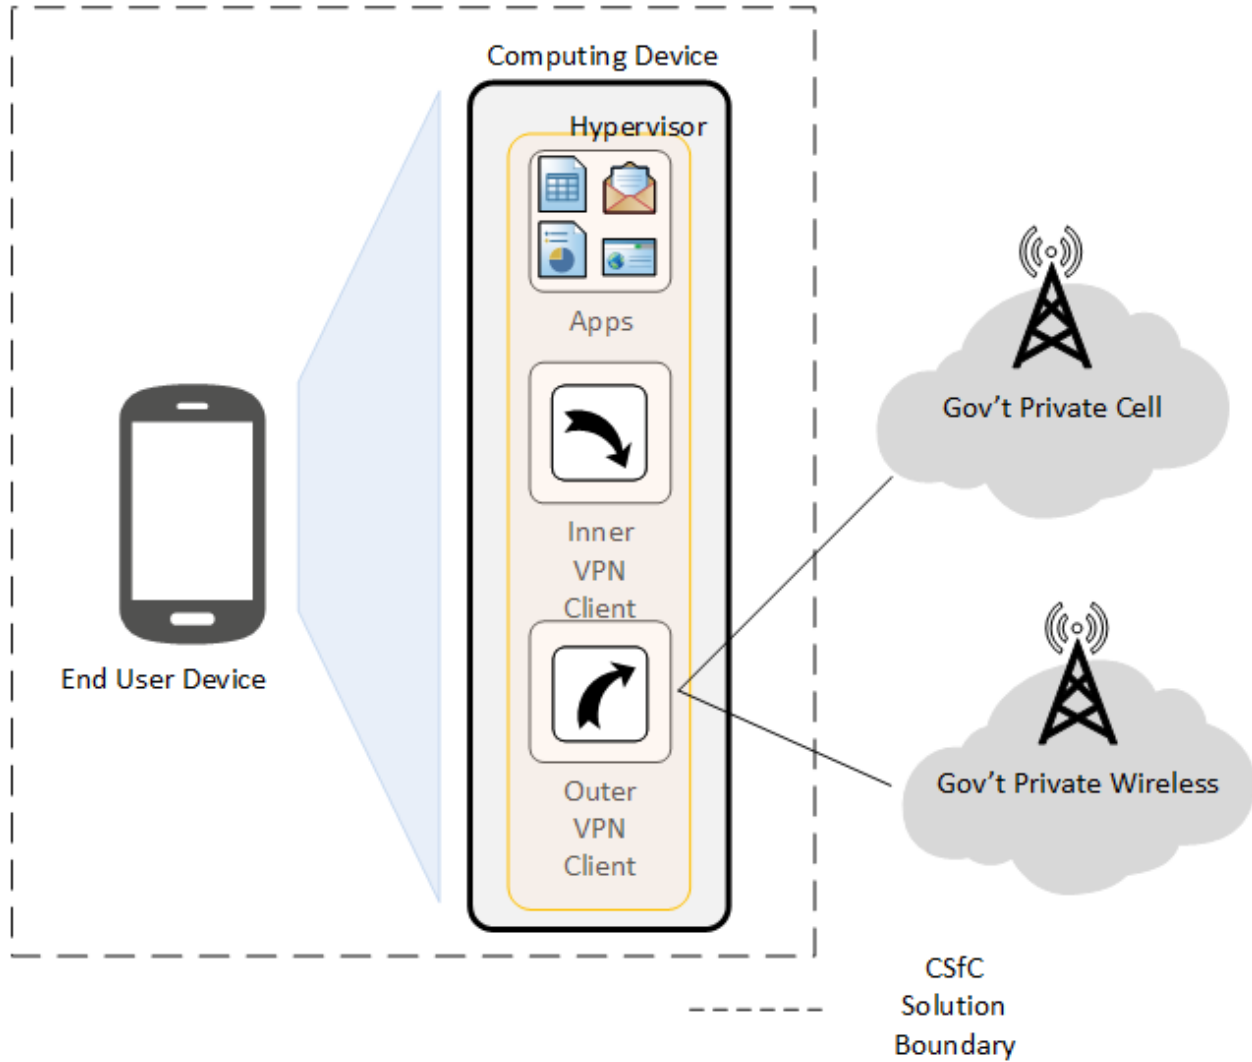 Computing Device
Hypervisor
Apps
Inner
VPN
Client
Outer
VPN
Client
End User Device
Gov't Private Cell
Gov't Private Wireless
CSfC
Solution
Boundary